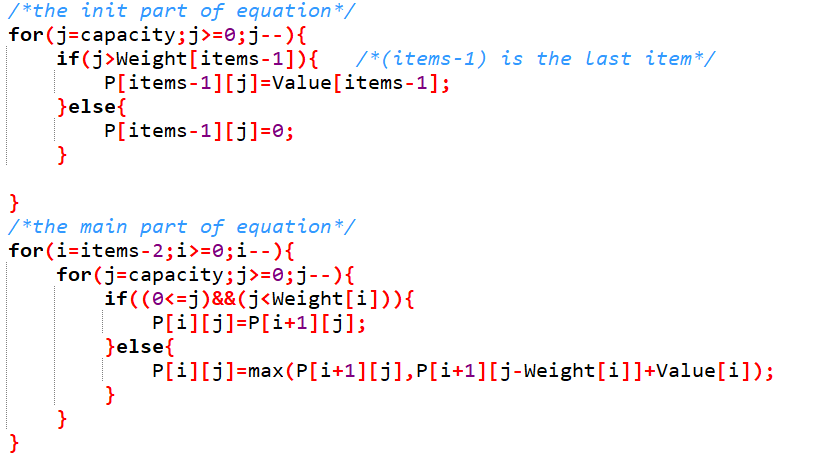 /*the init part of equation*/
for(j=capacity;j>=0;j--){
    if(j>Weight[items-1]){   /*(items-1) is the last item*/
        P[items-1][j]=Value[items-1];
    }else{
        P[items-1][j]=0;
    }

}
/*the main part of equation*/
for(i=items-2;i>=0;i--){
    for(j=capacity;j>=0;j--){
        if((0<=j)&&(j<Weight[i])){
            P[i][j]=P[i+1][j];
        }else{
            P[i][j]=max(P[i+1][j],P[i+1][j-Weight[i]]+Value[i]);
        }
    }
}